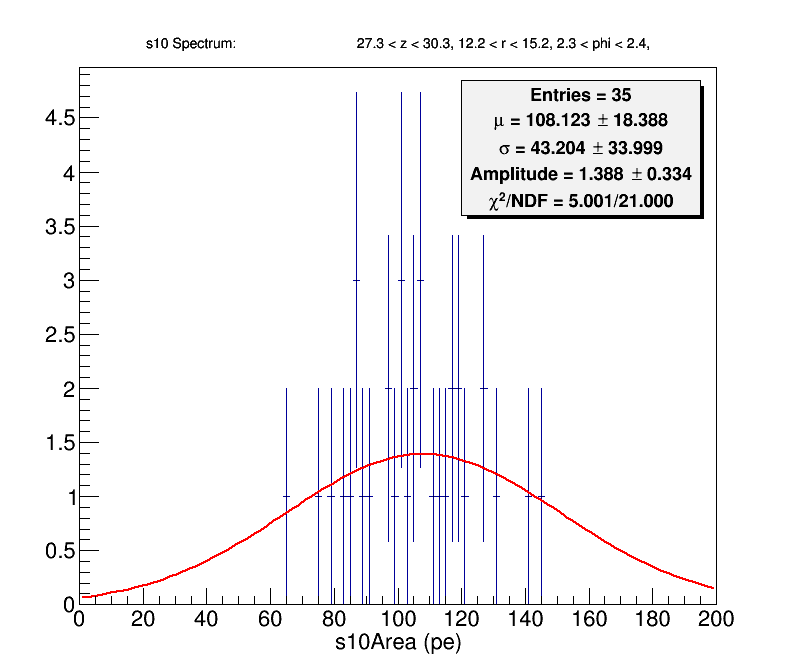 s10 Spectrum: 27.3 < z < 30.3, 12.2 < r < 15.2, 2.3 < phi < 2.4,
Entries = 35
μ = 108.123 ± 18.388
σ = 43.204 ± 33.999
Amplitude = 1.388 ± 0.334
χ²/NDF = 5.001/21.000
4.5
4
3.5
3
2.5
2
1.5
1
0.5
0
0 20 40 60 80 100 120 140 160 180 200
s10Area (pe)